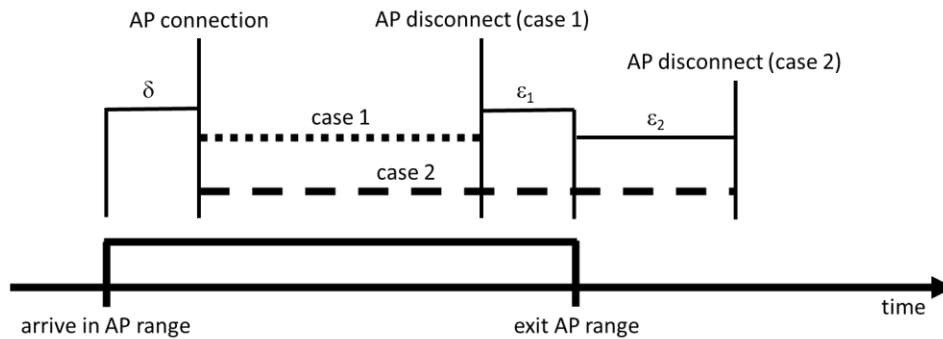 AP connection
AP disconnect (case 1)
AP disconnect (case 2)
δ
ε1
ε2
case 1
case 2
time
arrive in AP range
exit AP range